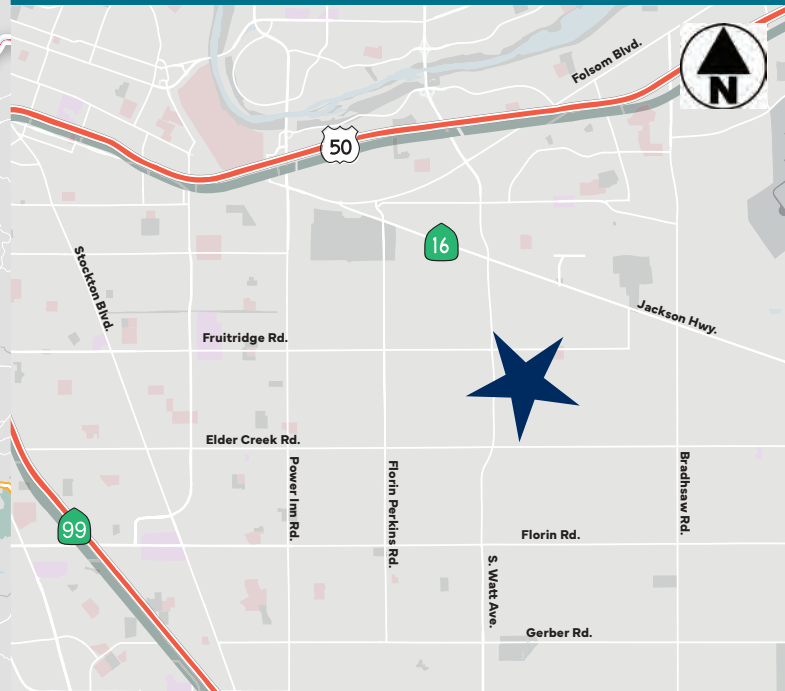 Folsom Blvd.
N
50
16
Stockton Blvd.
Jackson Hwy.
Fruitridge Rd.
Elder Creek Rd.
Power Inn Rd.
Florin Perkins Rd.
Bradhsaw Rd.
99
Florin Rd.
S. Watt Ave.
Gerber Rd.